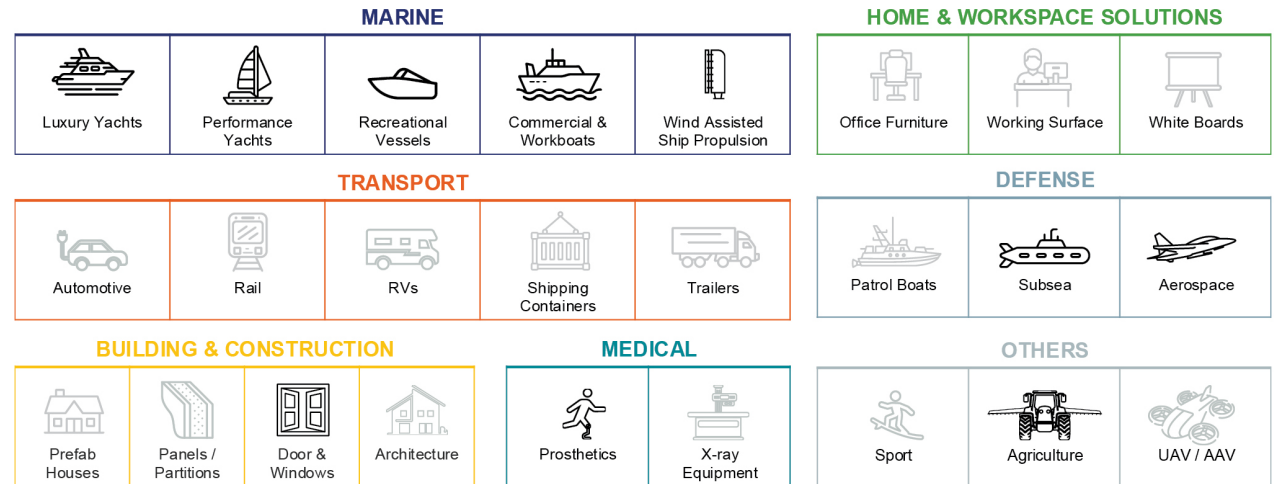 MARINE
Luxury Yachts
Performance
Yachts
Recreational
Vessels
Commercial &
Workboats
Wind Assisted
Ship Propulsion
HOME & WORKSPACE SOLUTIONS
Office Furniture
Working Surface
White Boards
TRANSPORT
Automotive
Rail
RVs
Shipping
Containers
Trailers
DEFENSE
Patrol Boats
Subsea
Aerospace
BUILDING & CONSTRUCTION
Prefab
Houses
Panels /
Partitions
Door &
Windows
Architecture
MEDICAL
Prosthetics
X-ray
Equipment
OTHERS
Sport
Agriculture
UAV / AAV